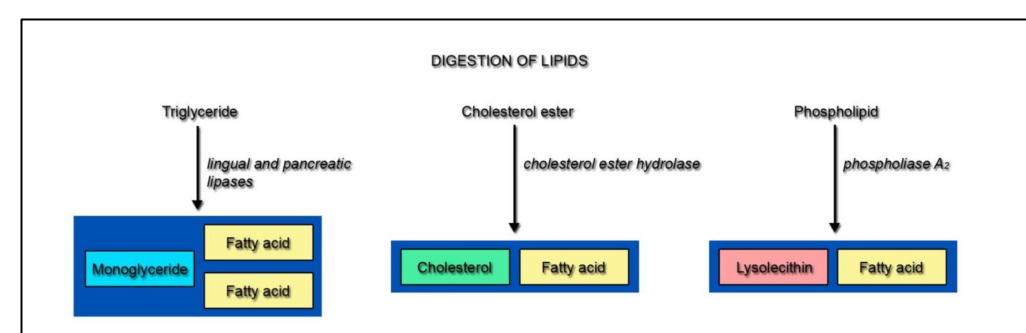 DIGESTION OF LIPIDS
Triglyceride
Cholesterol ester
Phospholipid
lingual and pancreatic
lipases
cholesterol ester hydrolase
phospholiase A₂
Monoglyceride
Fatty acid
Fatty acid
Cholesterol
Fatty acid
Lysolecithin
Fatty acid